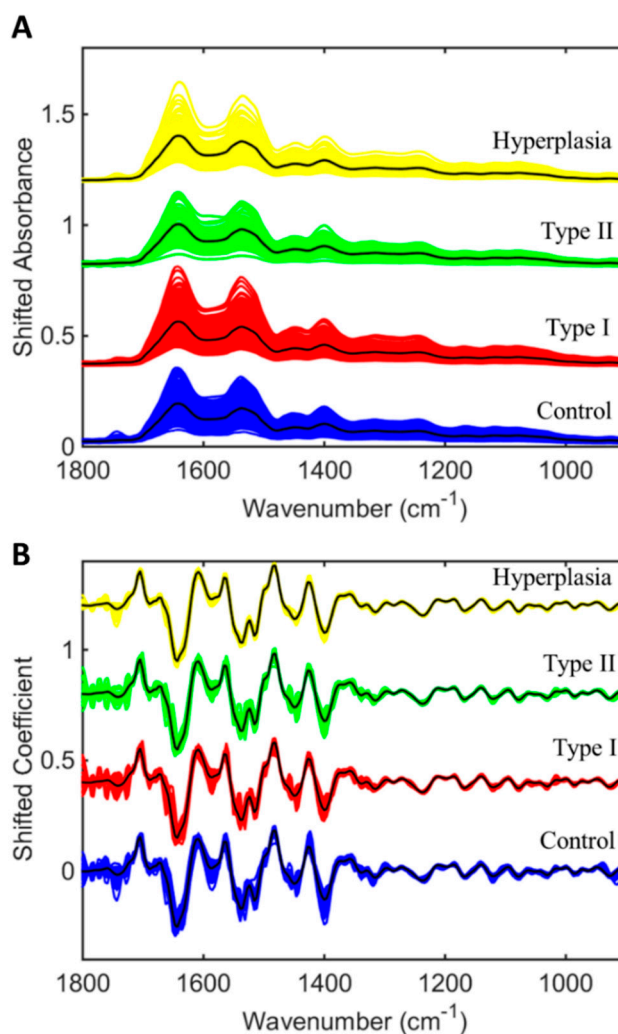 A
Shifted Absorbance
1.5
1
0.5
0
Hyperplasia
Type II
Type I
Control
1800 1600 1400 1200 1000
Wavenumber (cm⁻¹)
B
Shifted Coefficient
1
0.5
0
Hyperplasia
Type II
Type I
Control
1800 1600 1400 1200 1000
Wavenumber (cm⁻¹)